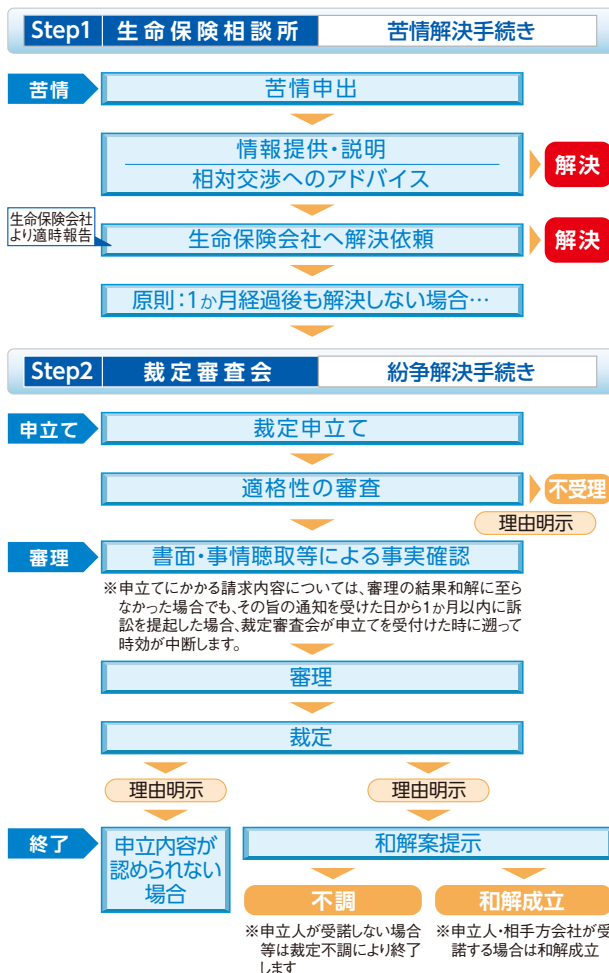 Step1 生命保険相談所 苦情解決手続き
苦情
苦情申出
情報提供・説明
相対交渉へのアドバイス
解決
生命保険会社
より適時報告
生命保険会社へ解決依頼
解決
原則：1か月経過後も解決しない場合…
Step2 裁定審査会 紛争解決手続き
申立て
裁定申立て
適格性の審査
不受理
理由明示
審理
書面・事情聴取等による事実確認
※申立てにかかる請求内容については、審理の結果和解に至ら
なかった場合でも、その旨の通知を受けた日から1か月以内に訴
訟を提起した場合、裁定審査会が申立てを受付けた時に遡って
時効が中断します。
審理
裁定
理由明示
理由明示
終了
申立内容が
認められない
場合
和解案提示
不調
和解成立
※申立人が受諾しない場合
等は裁定不調により終了
します
※申立人・相手方会社が受
諾する場合は和解成立